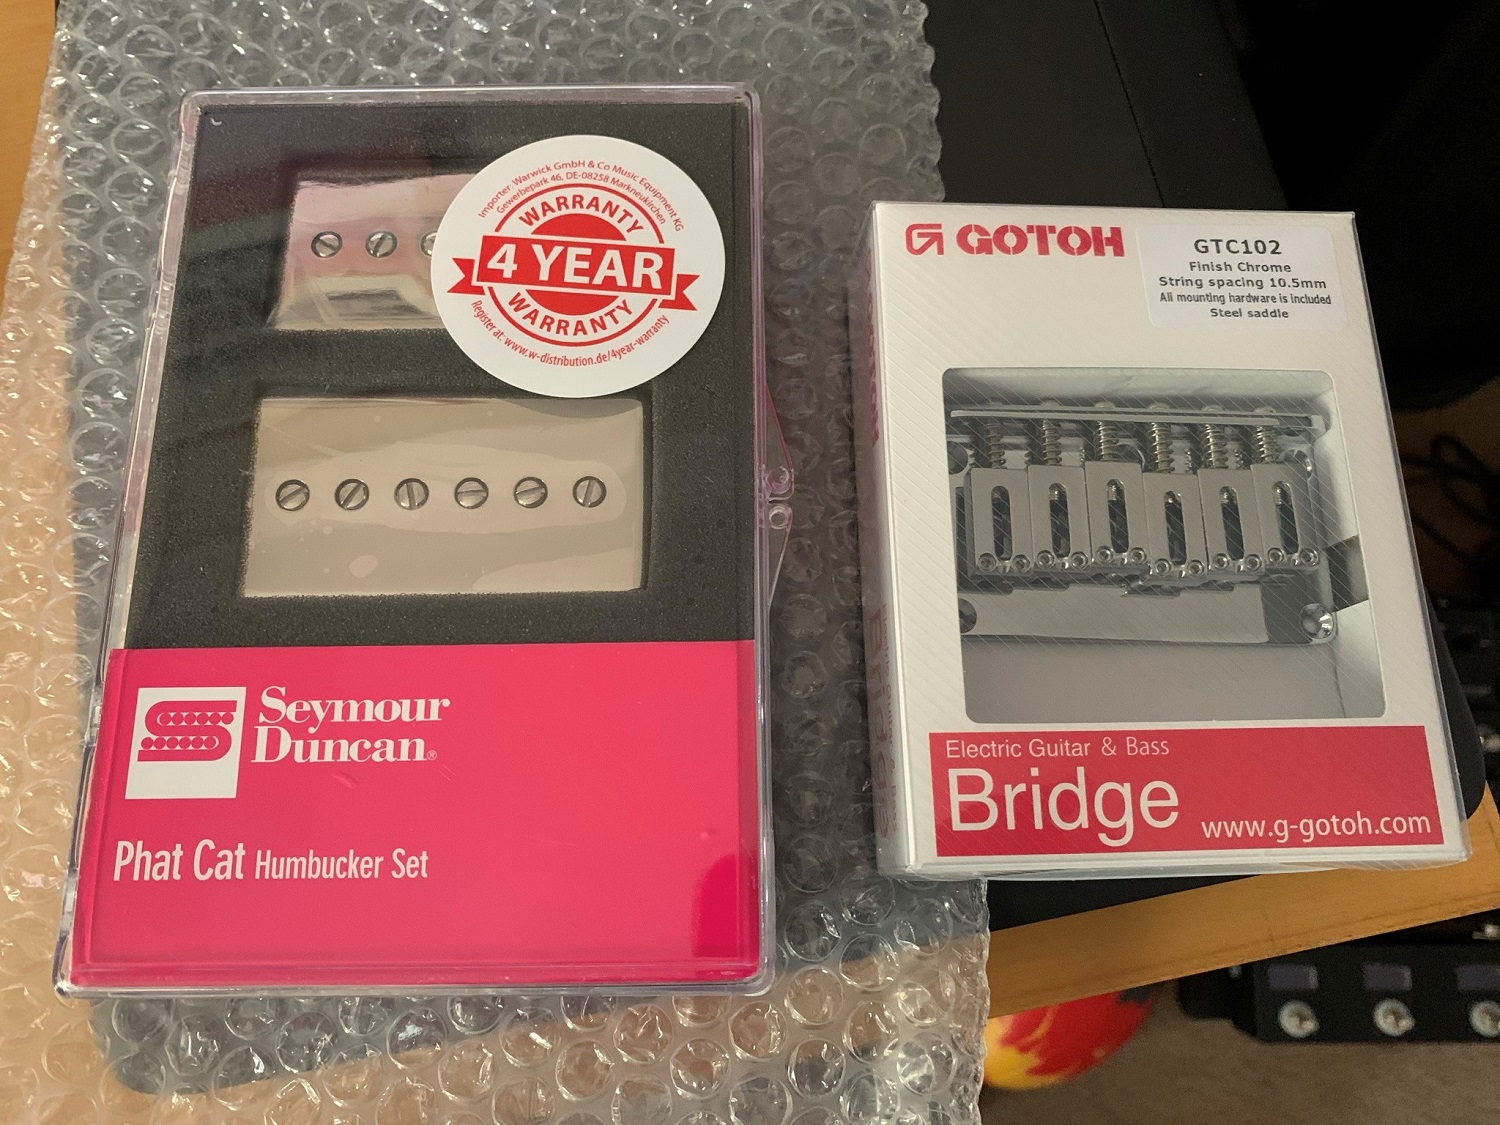 Importer: Warwick GmbH & Co Music Equipment KG
Gewerbepark 46, DE-08258 Markneukirchen
WARRANTY
4 YEAR
WARRANTY
Register at: www.w-distribution.de/4year-warranty
Seymour
Duncan®
Phat Cat Humbucker Set
GOTOH
GTC102
Finish Chrome
String spacing 10.5mm
All mounting hardware is included
Steel saddle
Electric Guitar & Bass
Bridge
www.g-gotoh.com